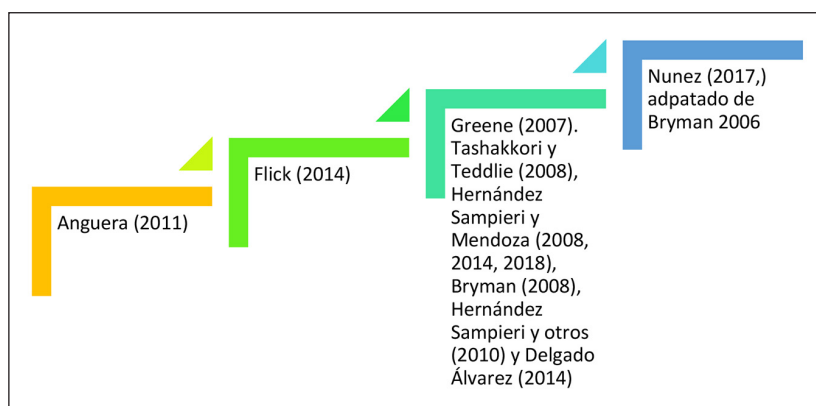 Anguera (2011)
Flick (2014)
Greene (2007).
Tashakkori y
Teddlie (2008),
Hernández
Sampieri y
Mendoza (2008,
2014, 2018),
Bryman (2008),
Hernández
Sampieri y otros
(2010) y Delgado
Álvarez (2014)
Nunez (2017,)
adpatado de
Bryman 2006